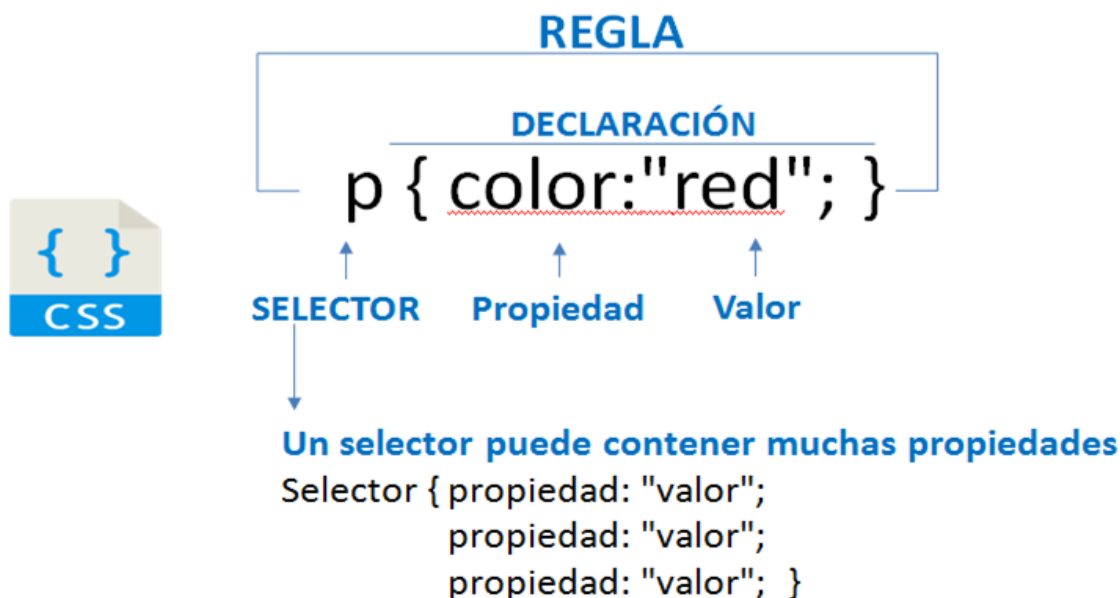 REGLA
DECLARACIÓN
p { color:"red"; }
{ }
CSS
SELECTOR Propiedad Valor
Un selector puede contener muchas propiedades
Selector { propiedad: "valor";
propiedad: "valor";
propiedad: "valor"; }